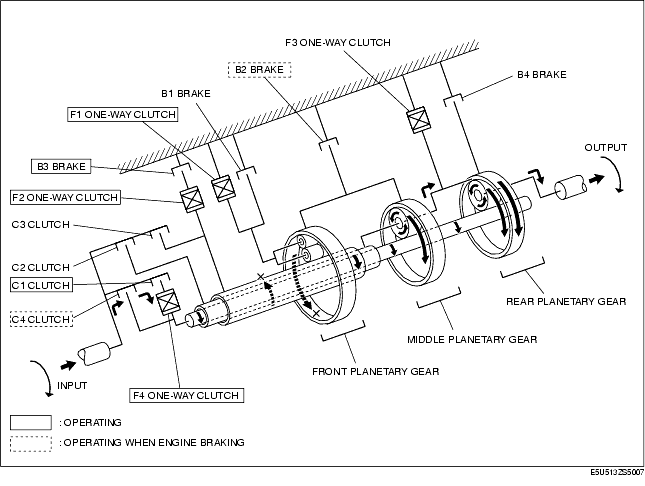 F3 ONE-WAY CLUTCH
B2 BRAKE
B4 BRAKE
B1 BRAKE
F1 ONE-WAY CLUTCH
OUTPUT
B3 BRAKE
F2 ONE-WAY CLUTCH
C3 CLUTCH
C2 CLUTCH
C1 CLUTCH
C4 CLUTCH
REAR PLANETARY GEAR
MIDDLE PLANETARY GEAR
FRONT PLANETARY GEAR
INPUT
F4 ONE-WAY CLUTCH
: OPERATING
: OPERATING WHEN ENGINE BRAKING
E5U513ZS5007